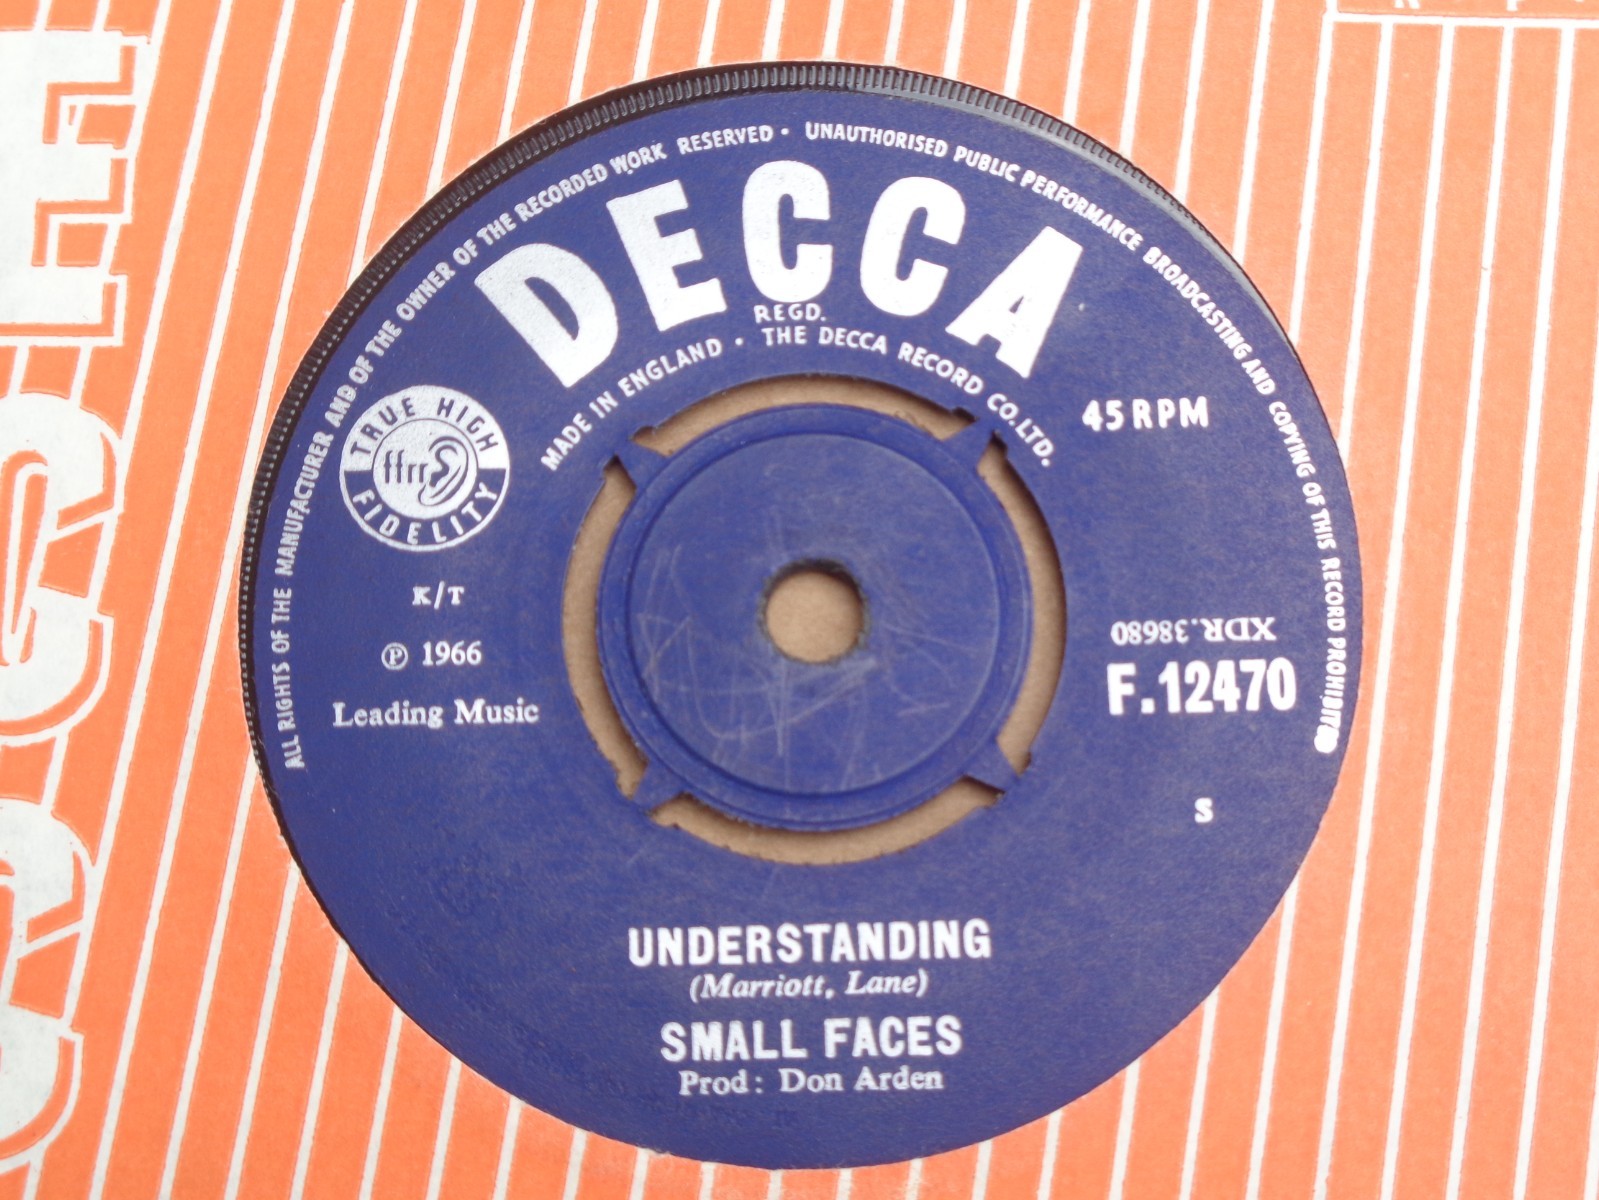 ALL RIGHTS OF THE MANUFACTURER AND OF THE OWNER OF THE RECORDED WORK RESERVED • UNAUTHORISED PUBLIC PERFORMANCE BROADCASTING AND COPYING OF THIS RECORD PROHIBITED
DECCA
REGD.
MADE IN ENGLAND • THE DECCA RECORD CO. LTD.
TRUE HIGH
ffrr
FIDELITY
45 RPM
K/T
℗ 1966
Leading Music
XDR.38680
F.12470
S
UNDERSTANDING
(Marriott, Lane)
SMALL FACES
Prod: Don Arden